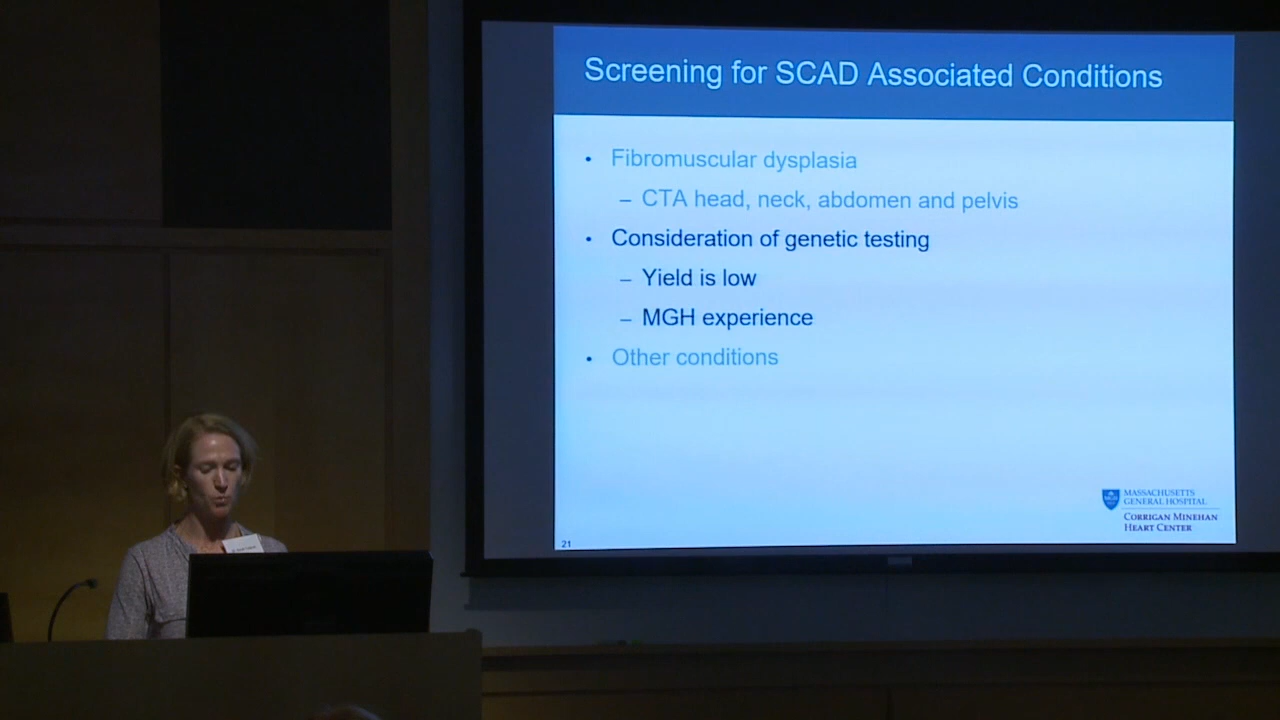 Screening for SCAD Associated Conditions
• Fibromuscular dysplasia
– CTA head, neck, abdomen and pelvis
• Consideration of genetic testing
– Yield is low
– MGH experience
• Other conditions
MASSACHUSETTS
GENERAL HOSPITAL
CORRIGAN MINEHAN
HEART CENTER
21